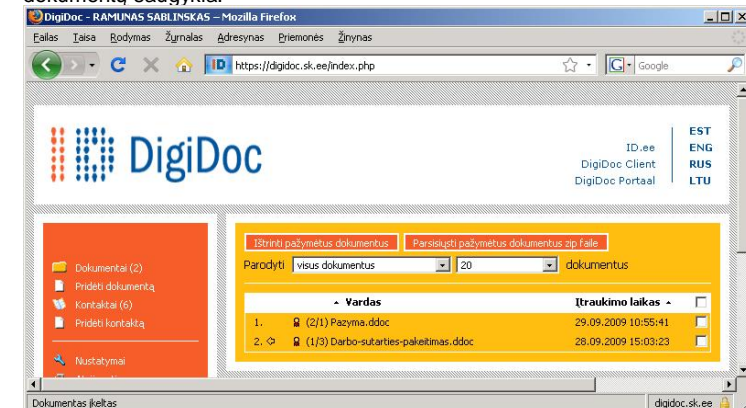 DigiDoc - RAMUNAS SABLINSKAS – Mozilla Firefox
Failas Taisa Rodymas Žurnalas Adresynas Priemonės Žinynas
https://digidoc.sk.ee/index.php
Google
DigiDoc
ID.ee
DigiDoc Client
DigiDoc Portaal
EST
ENG
RUS
LTU
Dokumentai (2)
Pridėti dokumentą
Kontaktai (6)
Pridėti kontaktą
Nustatymai
Ištrinti pažymėtus dokumentus Parsisiųsti pažymėtus dokumentus zip faile
Parodyti visus dokumentus 20 dokumentus
Vardas Įtraukimo laikas
1. (2/1) Pazyma.ddoc 29.09.2009 10:55:41
2. (1/3) Darbo-sutarties-pakeitimas.ddoc 28.09.2009 15:03:23
Dokumentas įkeltas digidoc.sk.ee